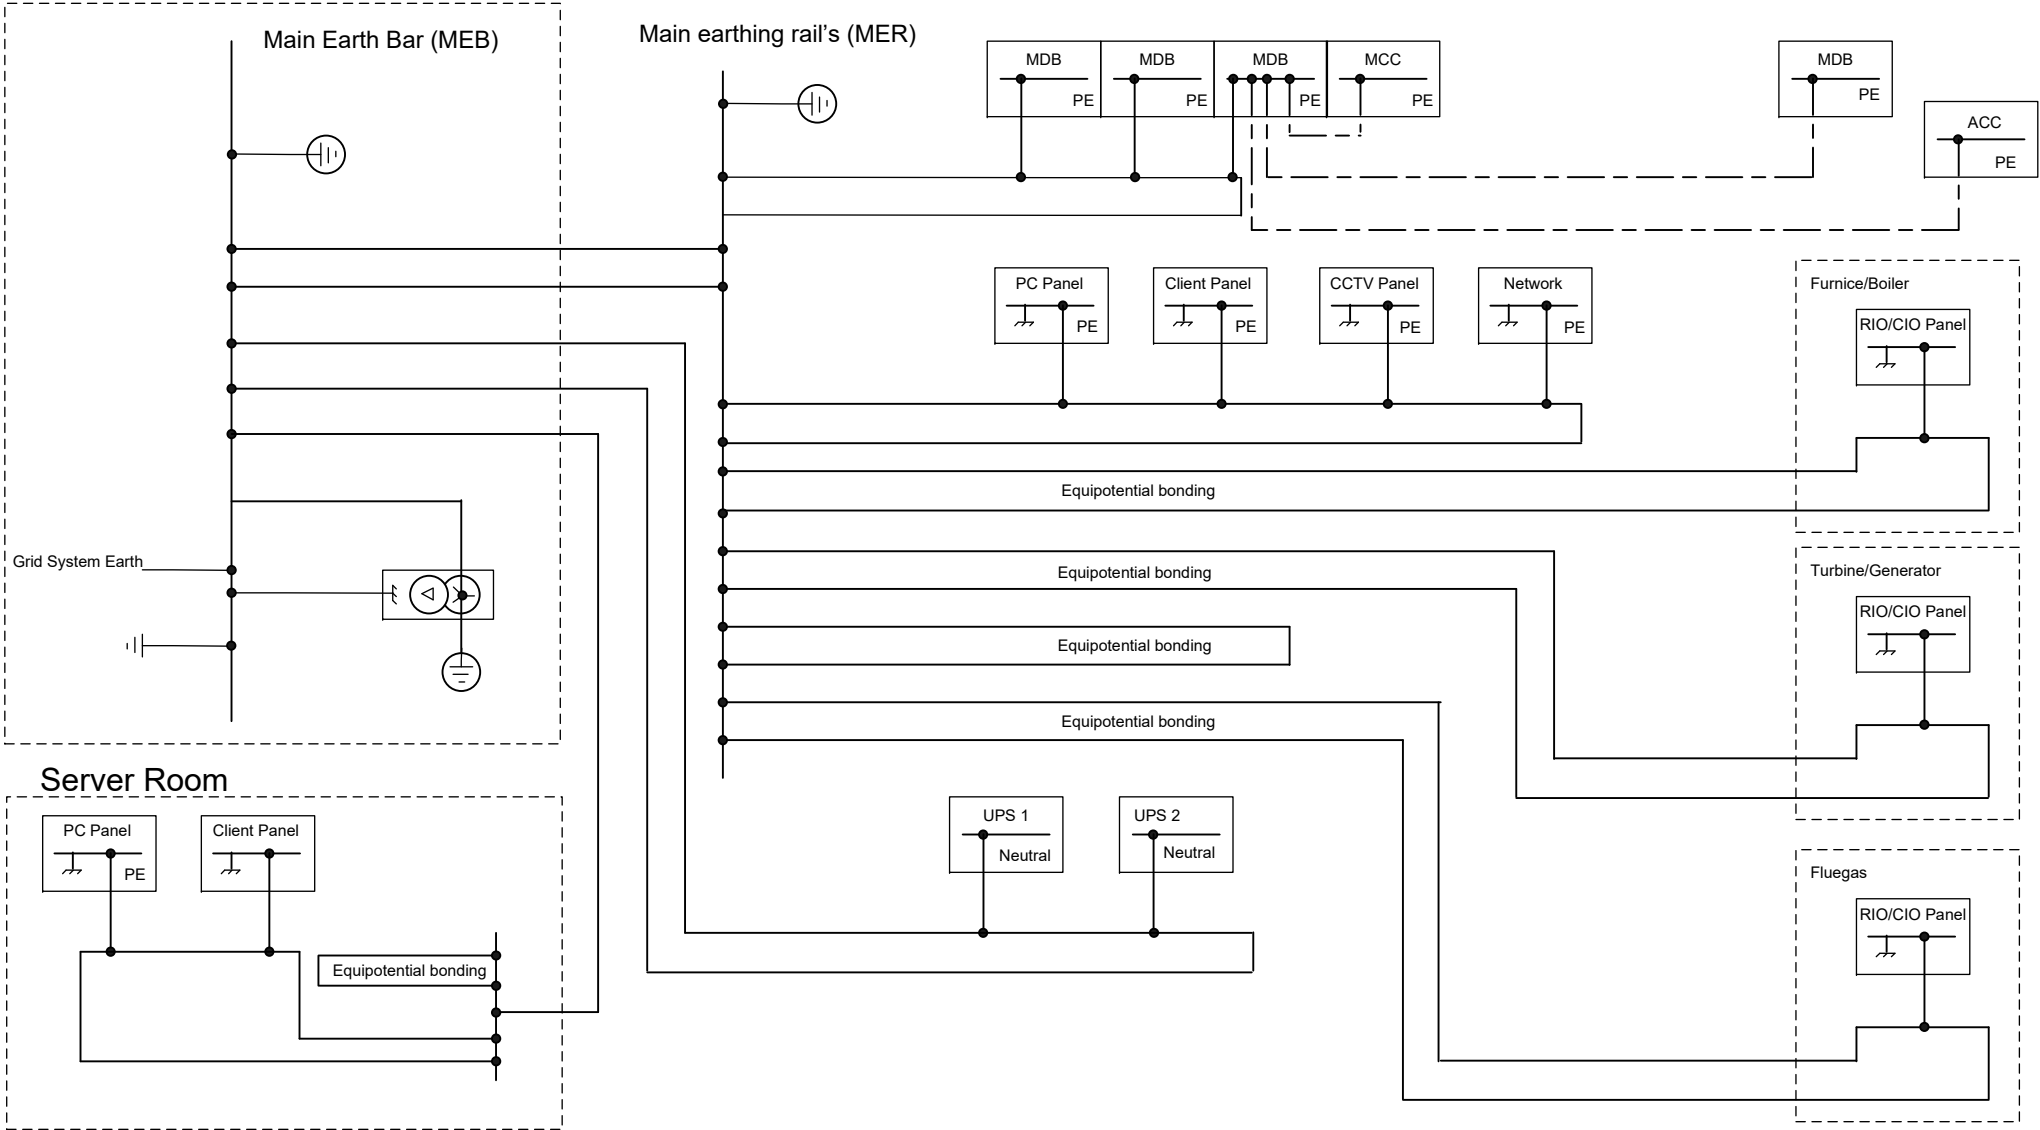 Main Earth Bar (MEB)
Main earthing rail's (MER)
MDB
PE
MDB
PE
MDB
PE
MCC
PE
MDB
PE
ACC
PE
PC Panel
PE
Client Panel
PE
CCTV Panel
PE
Network
PE
Furnice/Boiler
RIO/CIO Panel
Equipotential bonding
Grid System Earth
Equipotential bonding
Turbine/Generator
RIO/CIO Panel
Equipotential bonding
Equipotential bonding
Server Room
PC Panel
PE
Client Panel
Equipotential bonding
UPS 1
Neutral
UPS 2
Neutral
Fluegas
RIO/CIO Panel